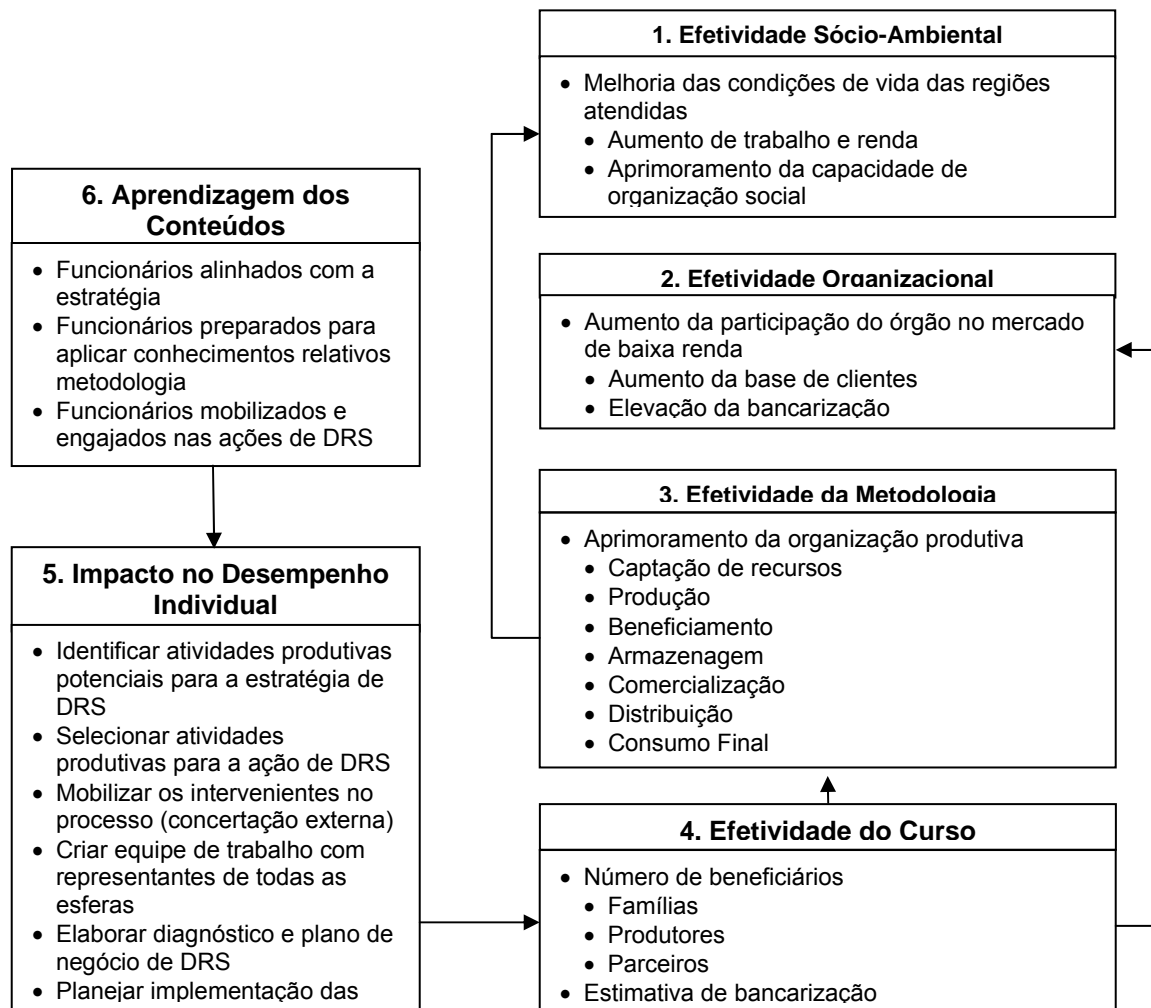 1. Efetividade Sócio-Ambiental
• Melhoria das condições de vida das regiões
atendidas
• Aumento de trabalho e renda
• Aprimoramento da capacidade de
organização social
6. Aprendizagem dos
Conteúdos
• Funcionários alinhados com a
estratégia
• Funcionários preparados para
aplicar conhecimentos relativos
metodologia
• Funcionários mobilizados e
engajados nas ações de DRS
2. Efetividade Organizacional
• Aumento da participação do órgão no mercado
de baixa renda
• Aumento da base de clientes
• Elevação da bancarização
3. Efetividade da Metodologia
• Aprimoramento da organização produtiva
• Captação de recursos
• Produção
• Beneficiamento
• Armazenagem
• Comercialização
• Distribuição
• Consumo Final
5. Impacto no Desempenho
Individual
• Identificar atividades produtivas
potenciais para a estratégia de
DRS
• Selecionar atividades
produtivas para a ação de DRS
• Mobilizar os intervenientes no
processo (concertação externa)
• Criar equipe de trabalho com
representantes de todas as
esferas
• Elaborar diagnóstico e plano de
negócio de DRS
• Planejar implementação das
4. Efetividade do Curso
• Número de beneficiários
• Famílias
• Produtores
• Parceiros
• Estimativa de bancarização